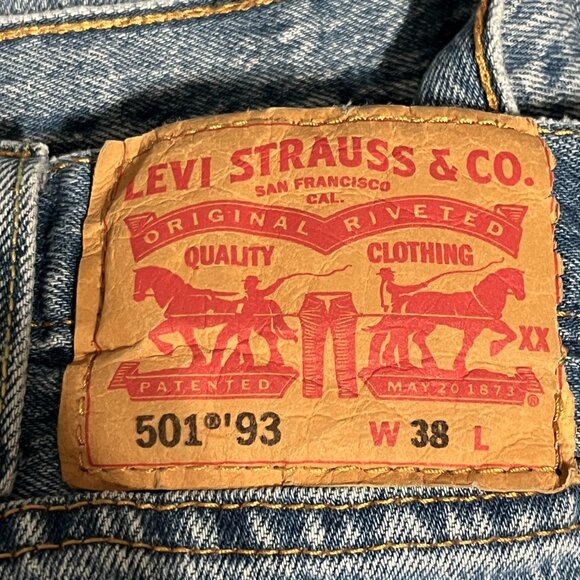 LEVI STRAUSS & CO.
SAN FRANCISCO
CAL.
ORIGINAL RIVETED
QUALITY CLOTHING
XX
PATENTED MAY 20 1873 ®
501®'93 W 38 L